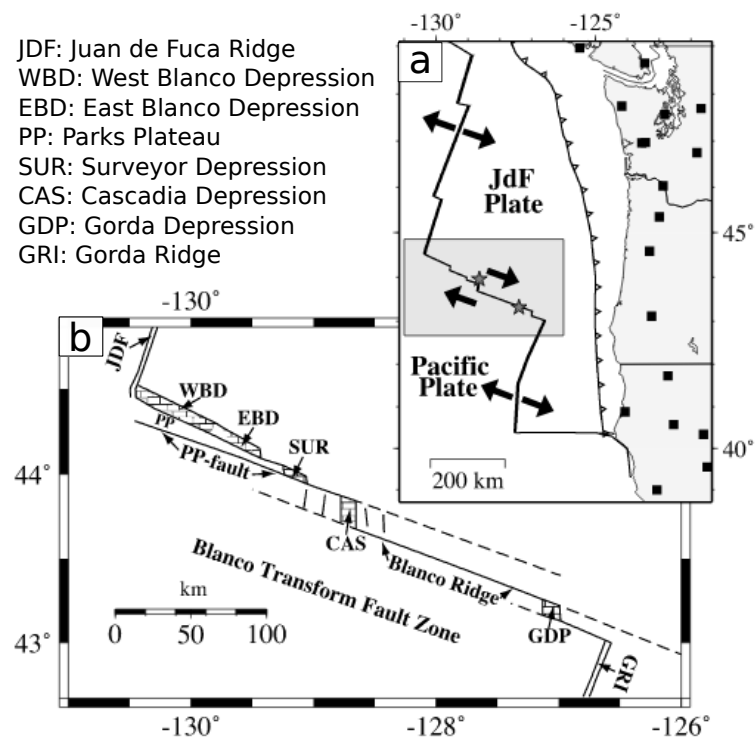 JDF: Juan de Fuca Ridge
WBD: West Blanco Depression
EBD: East Blanco Depression
PP: Parks Plateau
SUR: Surveyor Depression
CAS: Cascadia Depression
GDP: Gorda Depression
GRI: Gorda Ridge
-130˚ -125˚
a
JdF
Plate
45˚
Pacific
Plate
40˚
200 km
-130˚
b
JDF
WBD
EBD
PP
SUR
PP-fault
44˚
CAS
Blanco Ridge
Blanco Transform Fault Zone
km
0 50 100
GDP
43˚
GRI
-130˚ -128˚ -126˚